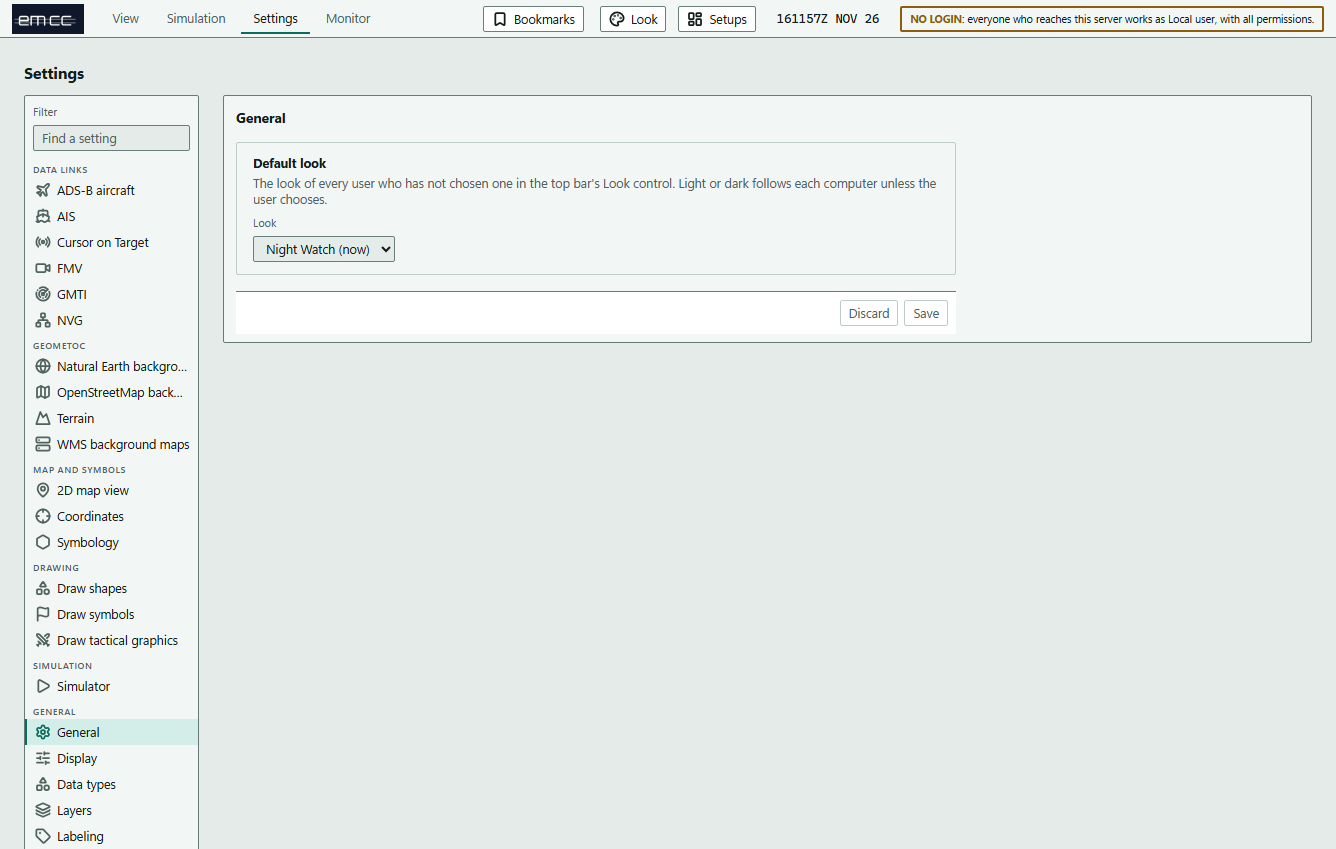 emcc
View
Simulation
Settings
Monitor
Bookmarks
Look
Setups
161157Z NOV 26
NO LOGIN: everyone who reaches this server works as Local user, with all permissions.
Settings
Filter
Find a setting
DATA LINKS
ADS-B aircraft
AIS
Cursor on Target
FMV
GMTI
NVG
GEOMETOC
Natural Earth backgro...
OpenStreetMap back...
Terrain
WMS background maps
MAP AND SYMBOLS
2D map view
Coordinates
Symbology
DRAWING
Draw shapes
Draw symbols
Draw tactical graphics
SIMULATION
Simulator
GENERAL
General
Display
Data types
Layers
Labeling
General
Default look
The look of every user who has not chosen one in the top bar's Look control. Light or dark follows each computer unless the
user chooses.
Look
Night Watch (now)
Discard
Save